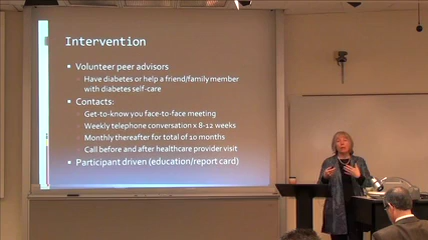 Intervention
Volunteer peer advisors
Have diabetes or help a friend/family member
with diabetes self-care
Contacts:
Get-to-know you face-to-face meeting
Weekly telephone conversation x 8-12 weeks
Monthly thereafter for total of 10 months
Call before and after healthcare provider visit
Participant driven (education/report card)